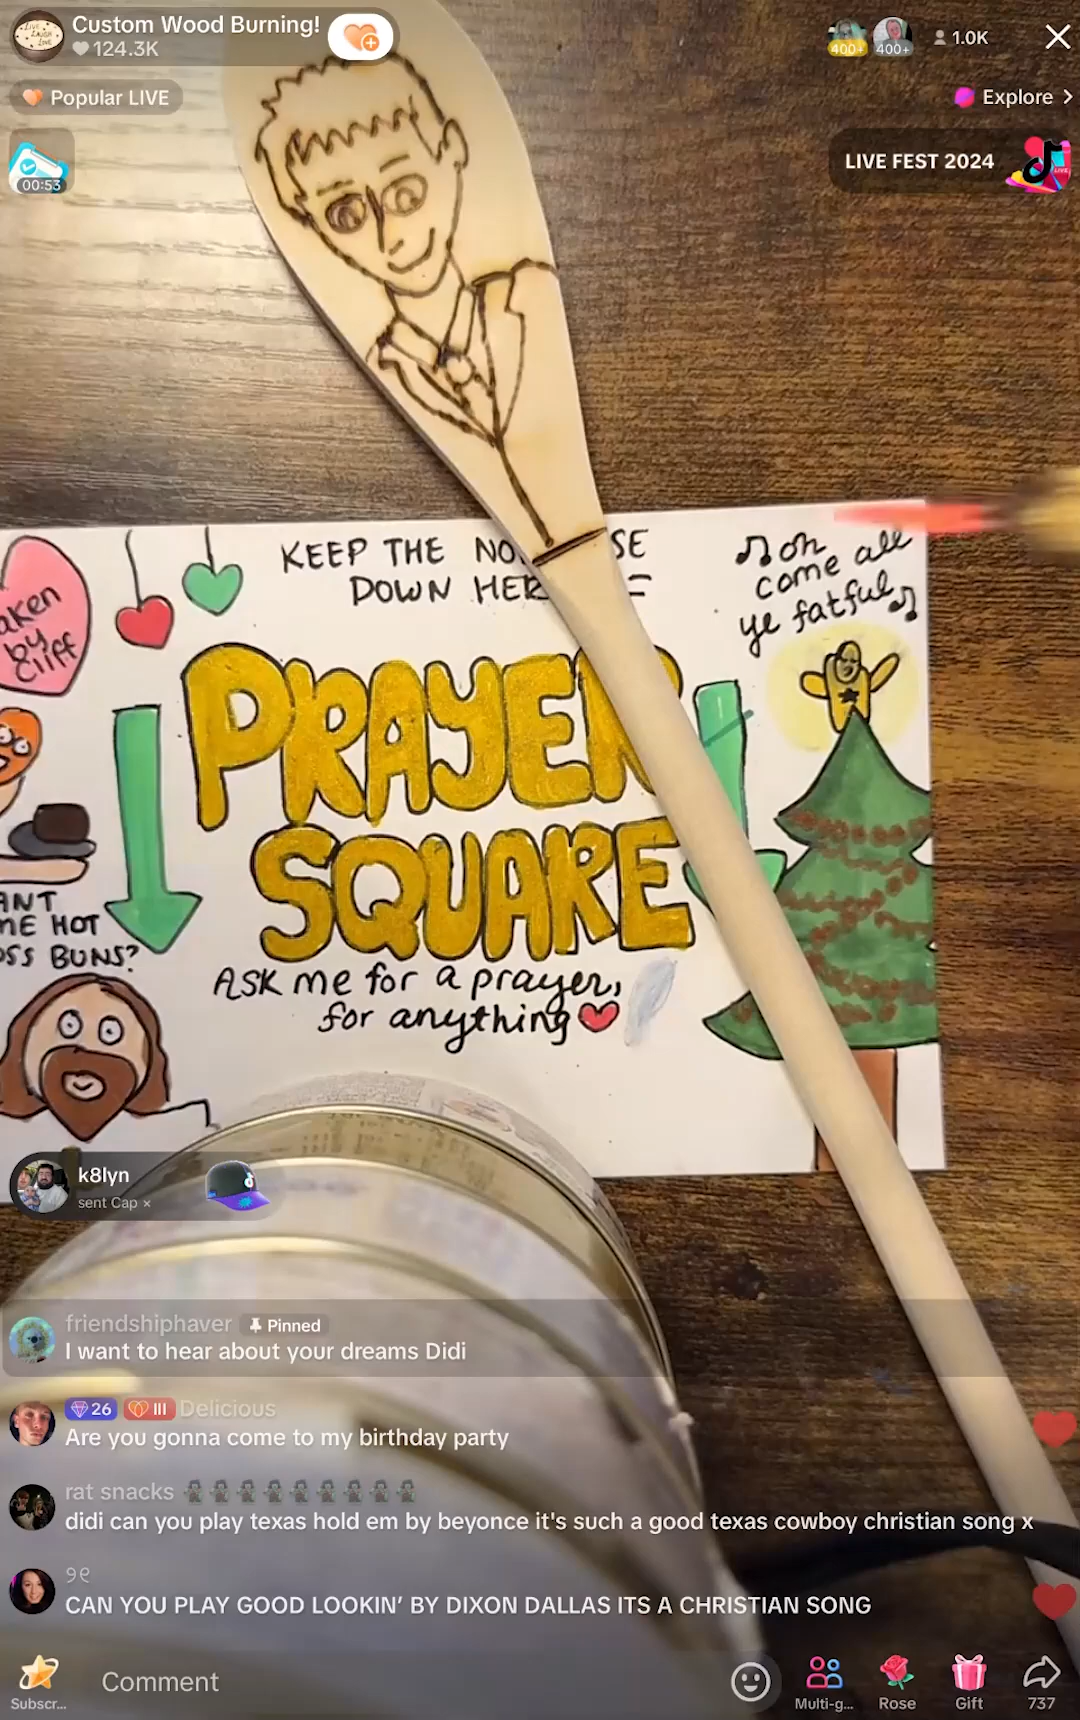 Custom Wood Burning!
124.3K
400+
400+
1.0K
Popular LIVE
Explore >
00:53
LIVE FEST 2024
LIVE
KEEP THE NO SE
DOWN HER
♫ oh
come all
ye fatful ♫
aken
by
Cliff
PRAYER
SQUARE
ANT
ME HOT
OSS BUNS?
ASK me for a prayer,
for anything
k8lyn
sent Cap ×
friendshiphaver Pinned
I want to hear about your dreams Didi
26 III Delicious
Are you gonna come to my birthday party
rat snacks
didi can you play texas hold em by beyonce it's such a good texas cowboy christian song x
୨୧
CAN YOU PLAY GOOD LOOKIN' BY DIXON DALLAS ITS A CHRISTIAN SONG
Subscr...
Comment
Multi-g...
Rose
Gift
737